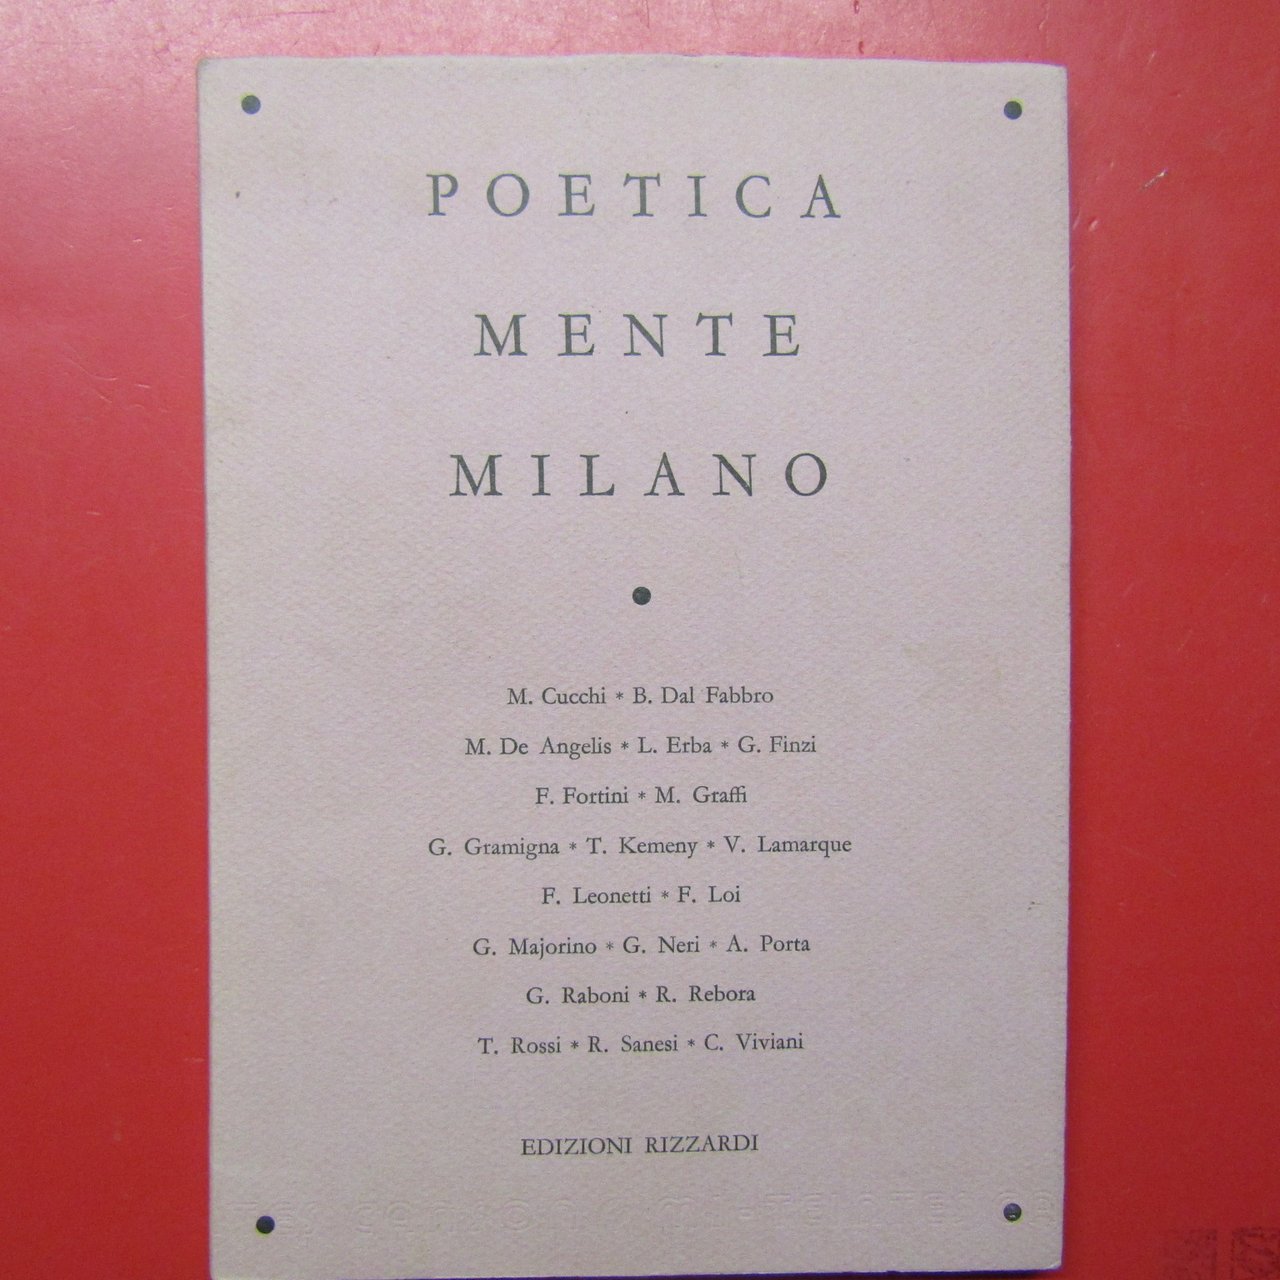 POETICA
MENTE
MILANO
M. Cucchi * B. Dal Fabbro
M. De Angelis * L. Erba * G. Finzi
F. Fortini * M. Graffi
G. Gramigna * T. Kemeny * V. Lamarque
F. Leonetti * F. Loi
G. Majorino * G. Neri * A. Porta
G. Raboni * R. Rebora
T. Rossi * R. Sanesi * C. Viviani
EDIZIONI RIZZARDI